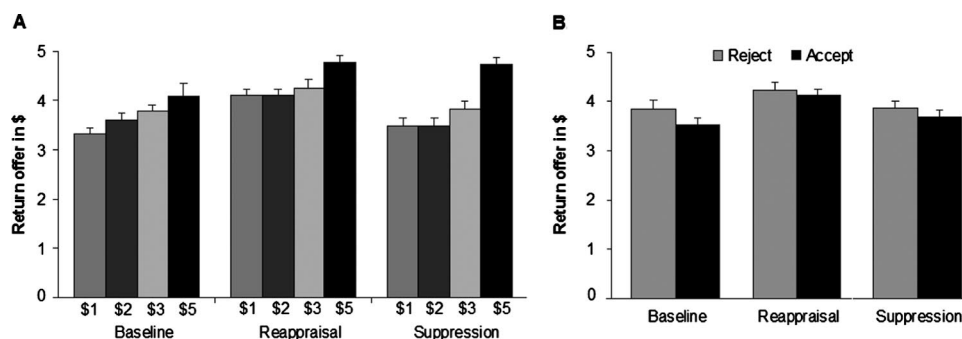 A
Return offer in $
5
4
3
2
1
0
$1 $2 $3 $5 $1 $2 $3 $5 $1 $2 $3 $5
Baseline Reappraisal Suppression
B
Reject Accept
Return offer in $
5
4
3
2
1
0
Baseline Reappraisal Suppression